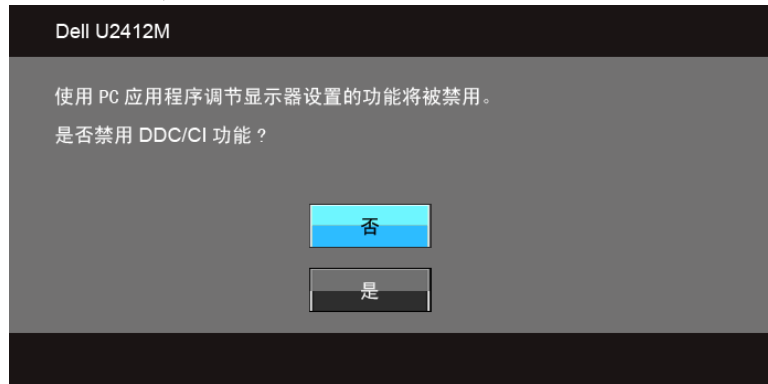 Dell U2412M
使用 PC 应用程序调节显示器设置的功能将被禁用。
是否禁用 DDC/CI 功能？
否
是